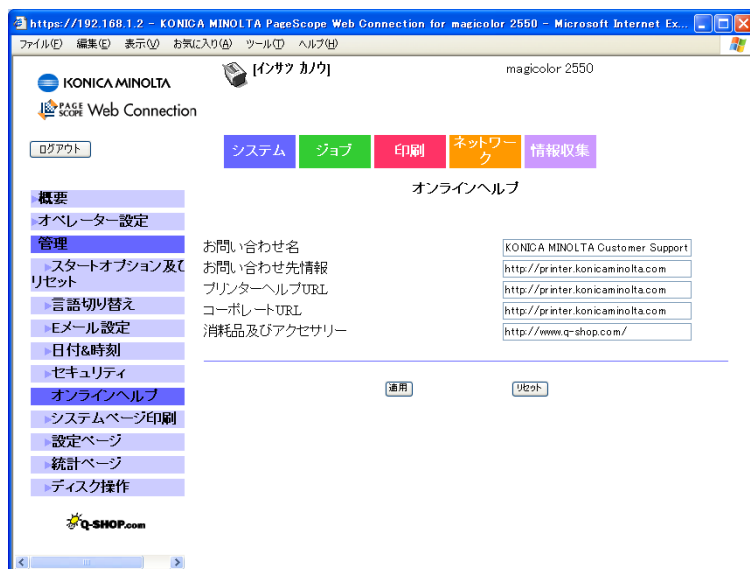 https://192.168.1.2 - KONICA MINOLTA PageScope Web Connection for magicolor 2550 - Microsoft Internet Ex...
ファイル(F) 編集(E) 表示(V) お気に入り(A) ツール(T) ヘルプ(H)
KONICA MINOLTA
[インサツ カノウ]
magicolor 2550
PAGE SCOPE Web Connection
ログアウト
システム ジョブ 印刷 ネットワーク 情報収集
オンラインヘルプ
概要
オペレーター設定
管理
スタートオプション及び
リセット
言語切り替え
Eメール設定
日付&時刻
セキュリティ
オンラインヘルプ
システムページ印刷
設定ページ
統計ページ
ディスク操作
Q-SHOP.com
お問い合わせ名 KONICA MINOLTA Customer Support
お問い合わせ先情報 http://printer.konicaminolta.com
プリンターヘルプURL http://printer.konicaminolta.com
コーポレートURL http://printer.konicaminolta.com
消耗品及びアクセサリー http://www.q-shop.com/
適用 リセット